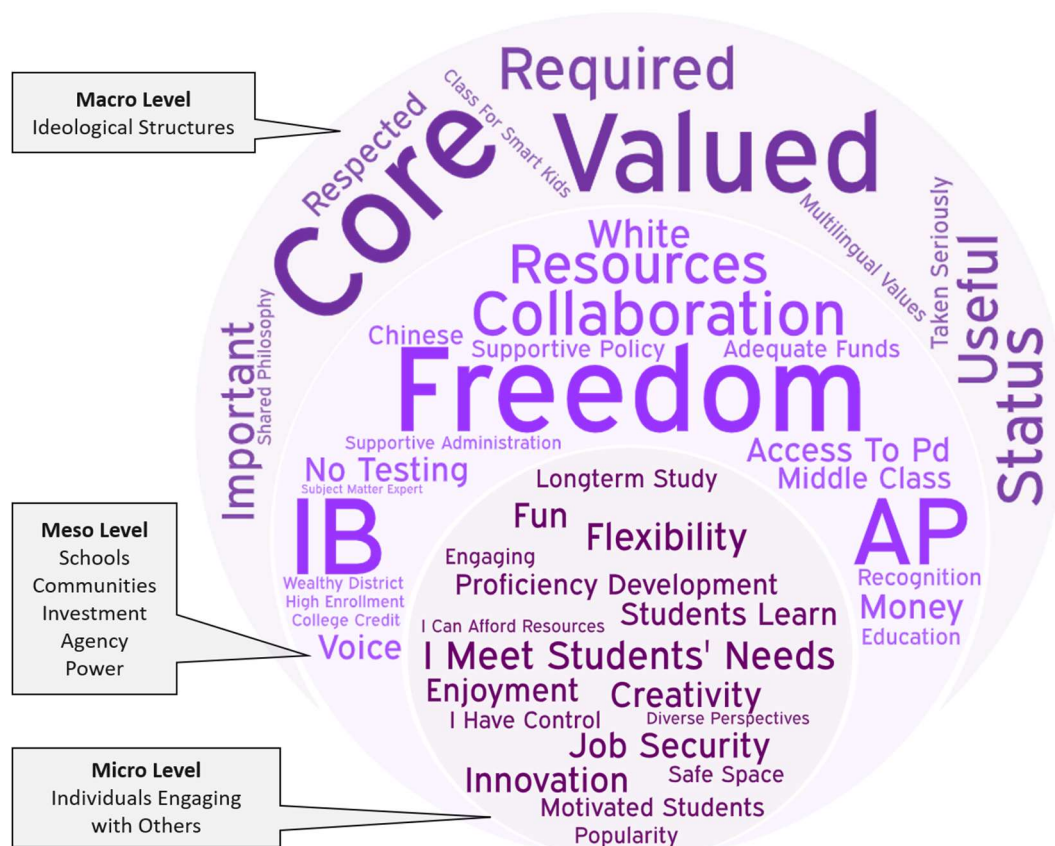 Macro Level
Ideological Structures
Required
Class For Smart Kids
Respected
Core
Valued
Multilingual Values
Taken Seriously
Useful
Status
Important
Shared Philosophy
White
Resources
Collaboration
Chinese
Supportive Policy
Adequate Funds
Freedom
Supportive Administration
No Testing
Access To Pd
Subject Matter Expert
Middle Class
IB
AP
Wealthy District
High Enrollment
College Credit
Voice
Recognition
Money
Education
Meso Level
Schools
Communities
Investment
Agency
Power
Longterm Study
Fun
Flexibility
Engaging
Proficiency Development
Students Learn
I Can Afford Resources
I Meet Students' Needs
Enjoyment
Creativity
I Have Control
Diverse Perspectives
Job Security
Innovation
Safe Space
Motivated Students
Popularity
Micro Level
Individuals Engaging
with Others